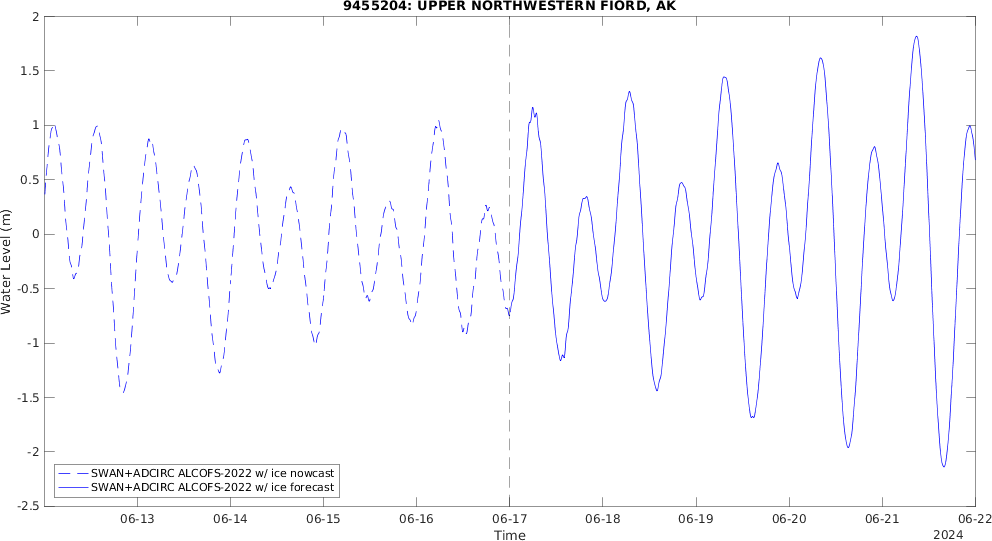 9455204: UPPER NORTHWESTERN FIORD, AK
Water Level (m)
2
1.5
1
0.5
0
-0.5
-1
-1.5
-2
-2.5
SWAN+ADCIRC ALCOFS-2022 w/ ice nowcast
SWAN+ADCIRC ALCOFS-2022 w/ ice forecast
06-13 06-14 06-15 06-16 06-17 06-18 06-19 06-20 06-21 06-22
Time
2024